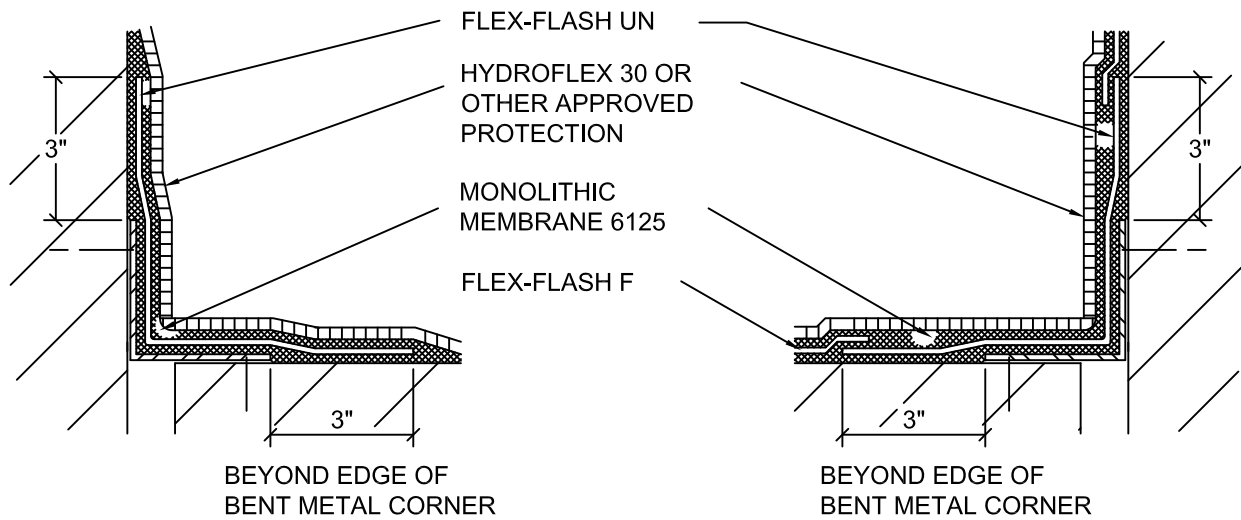 FLEX-FLASH UN
HYDROFLEX 30 OR
OTHER APPROVED
PROTECTION
3"
3"
MONOLITHIC
MEMBRANE 6125
FLEX-FLASH F
3"
3"
BEYOND EDGE OF
BENT METAL CORNER
BEYOND EDGE OF
BENT METAL CORNER